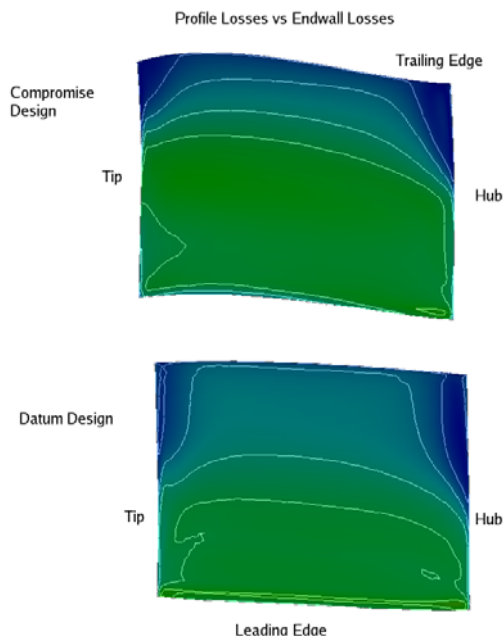 Profile Losses vs Endwall Losses
Trailing Edge
Compromise
Design
Tip
Hub
Datum Design
Tip
Hub
Leading Edge